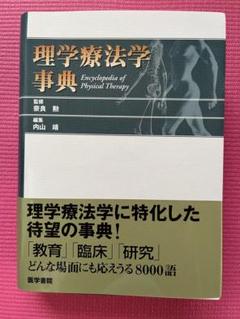 理学療法学
事典
Encyclopedia of
Physical Therapy
監修
奈良 勲
編集
内山 靖
理学療法学に特化した
待望の事典!
「教育」「臨床」「研究」
どんな場面にも応えうる8000語
医学書院